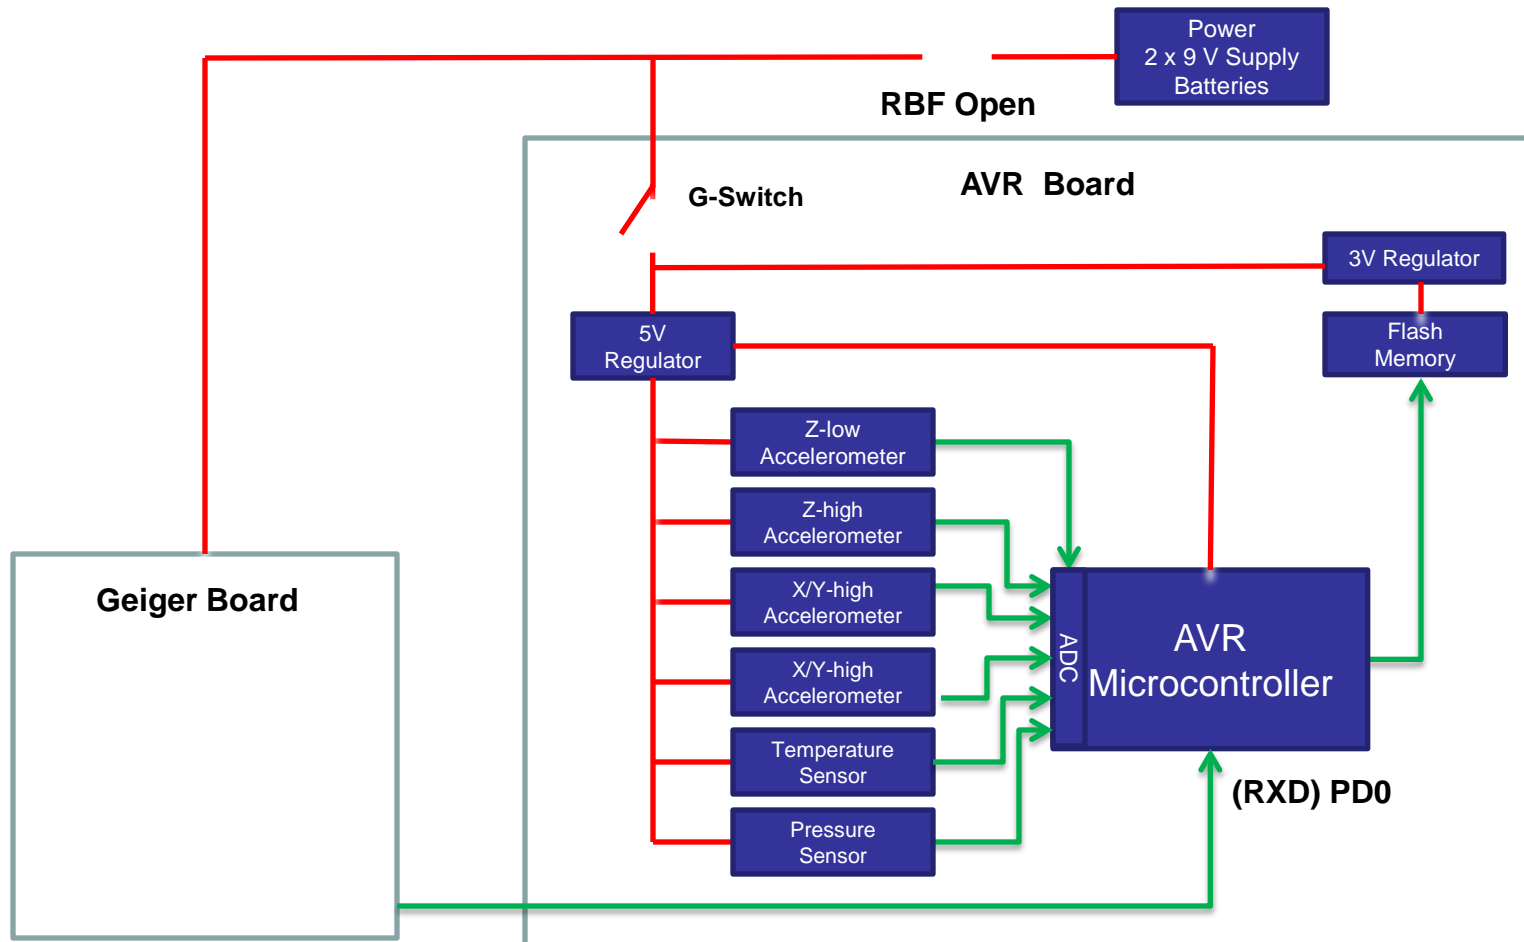 Power
2 x 9 V Supply
Batteries
RBF Open
AVR Board
G-Switch
3V Regulator
5V
Regulator
Flash
Memory
Z-low
Accelerometer
Z-high
Accelerometer
Geiger Board
X/Y-high
Accelerometer
ADC
AVR
Microcontroller
X/Y-high
Accelerometer
Temperature
Sensor
(RXD) PD0
Pressure
Sensor